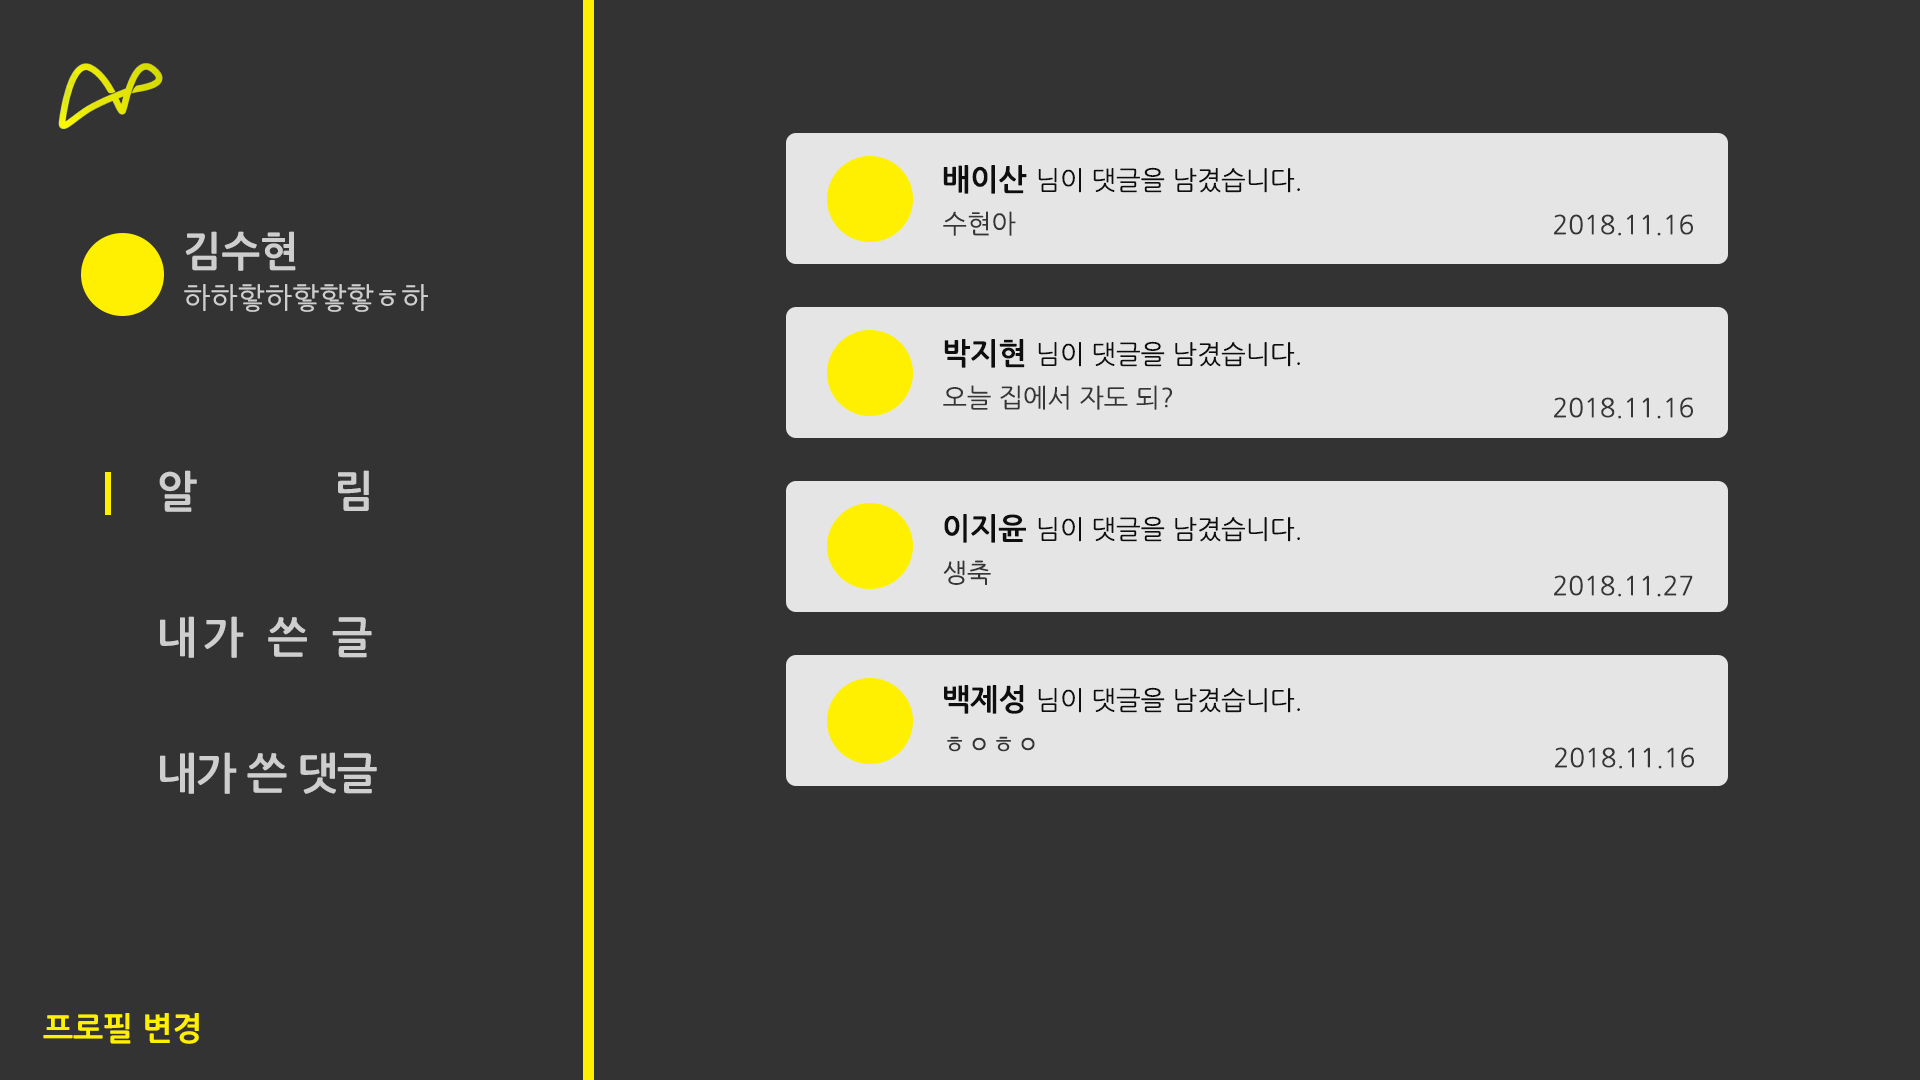 김수현
하하핳하핳핳핳ㅎ하
알 림
내가 쓴 글
내가 쓴 댓글
프로필 변경
배이산 님이 댓글을 남겼습니다.
수현아
2018.11.16
박지현 님이 댓글을 남겼습니다.
오늘 집에서 자도 되?
2018.11.16
이지윤 님이 댓글을 남겼습니다.
생축
2018.11.27
백제성 님이 댓글을 남겼습니다.
ㅎㅇㅎㅇ
2018.11.16